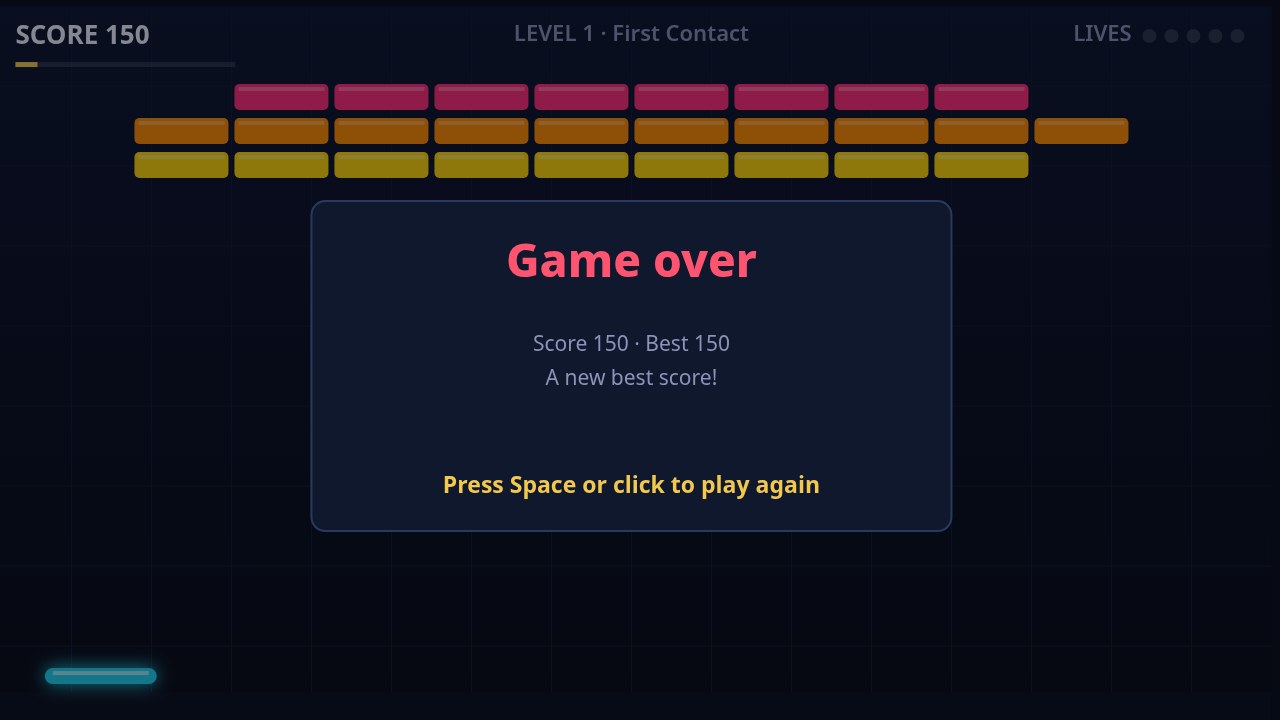 SCORE 150
LEVEL 1 · First Contact
LIVES
Game over
Score 150 · Best 150
A new best score!
Press Space or click to play again